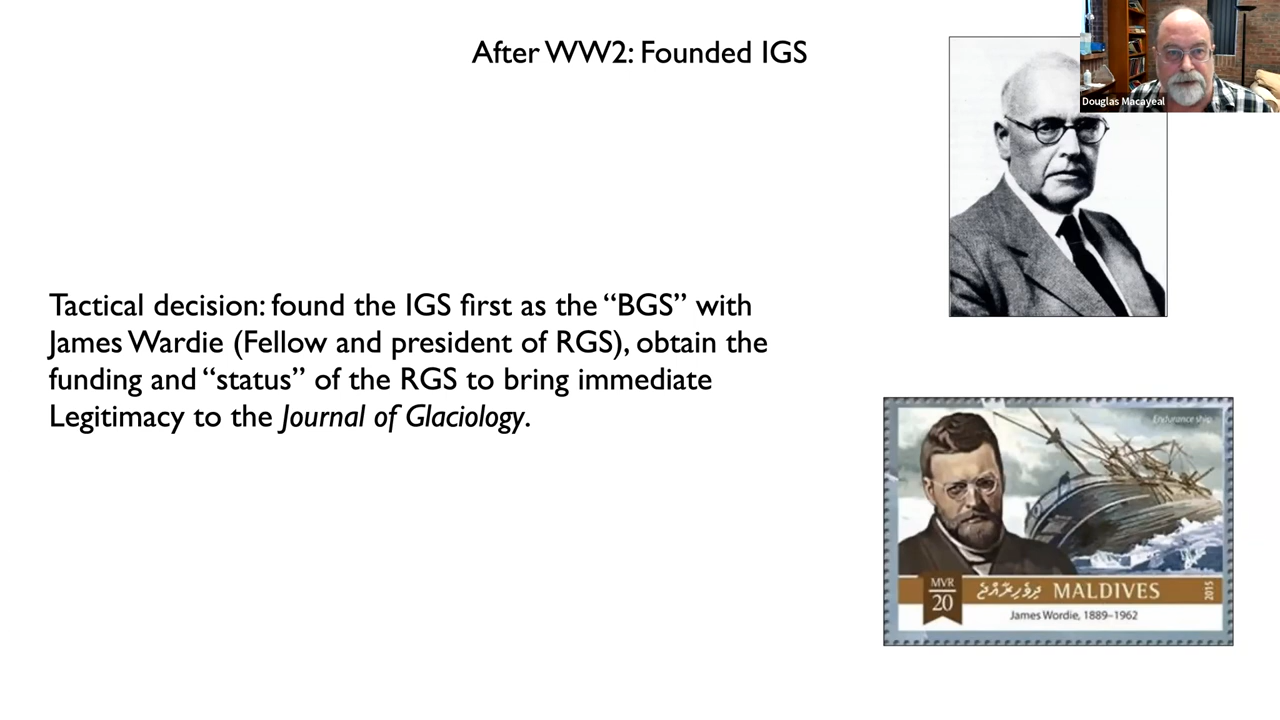 After WW2: Founded IGS
Douglas Macayeal
Tactical decision: found the IGS first as the “BGS” with
James Wardie (Fellow and president of RGS), obtain the
funding and “status” of the RGS to bring immediate
Legitimacy to the Journal of Glaciology.
Endurance ship
MVR
20
ދިވެހިރާއްޖެ MALDIVES
2015
James Wordie, 1889–1962